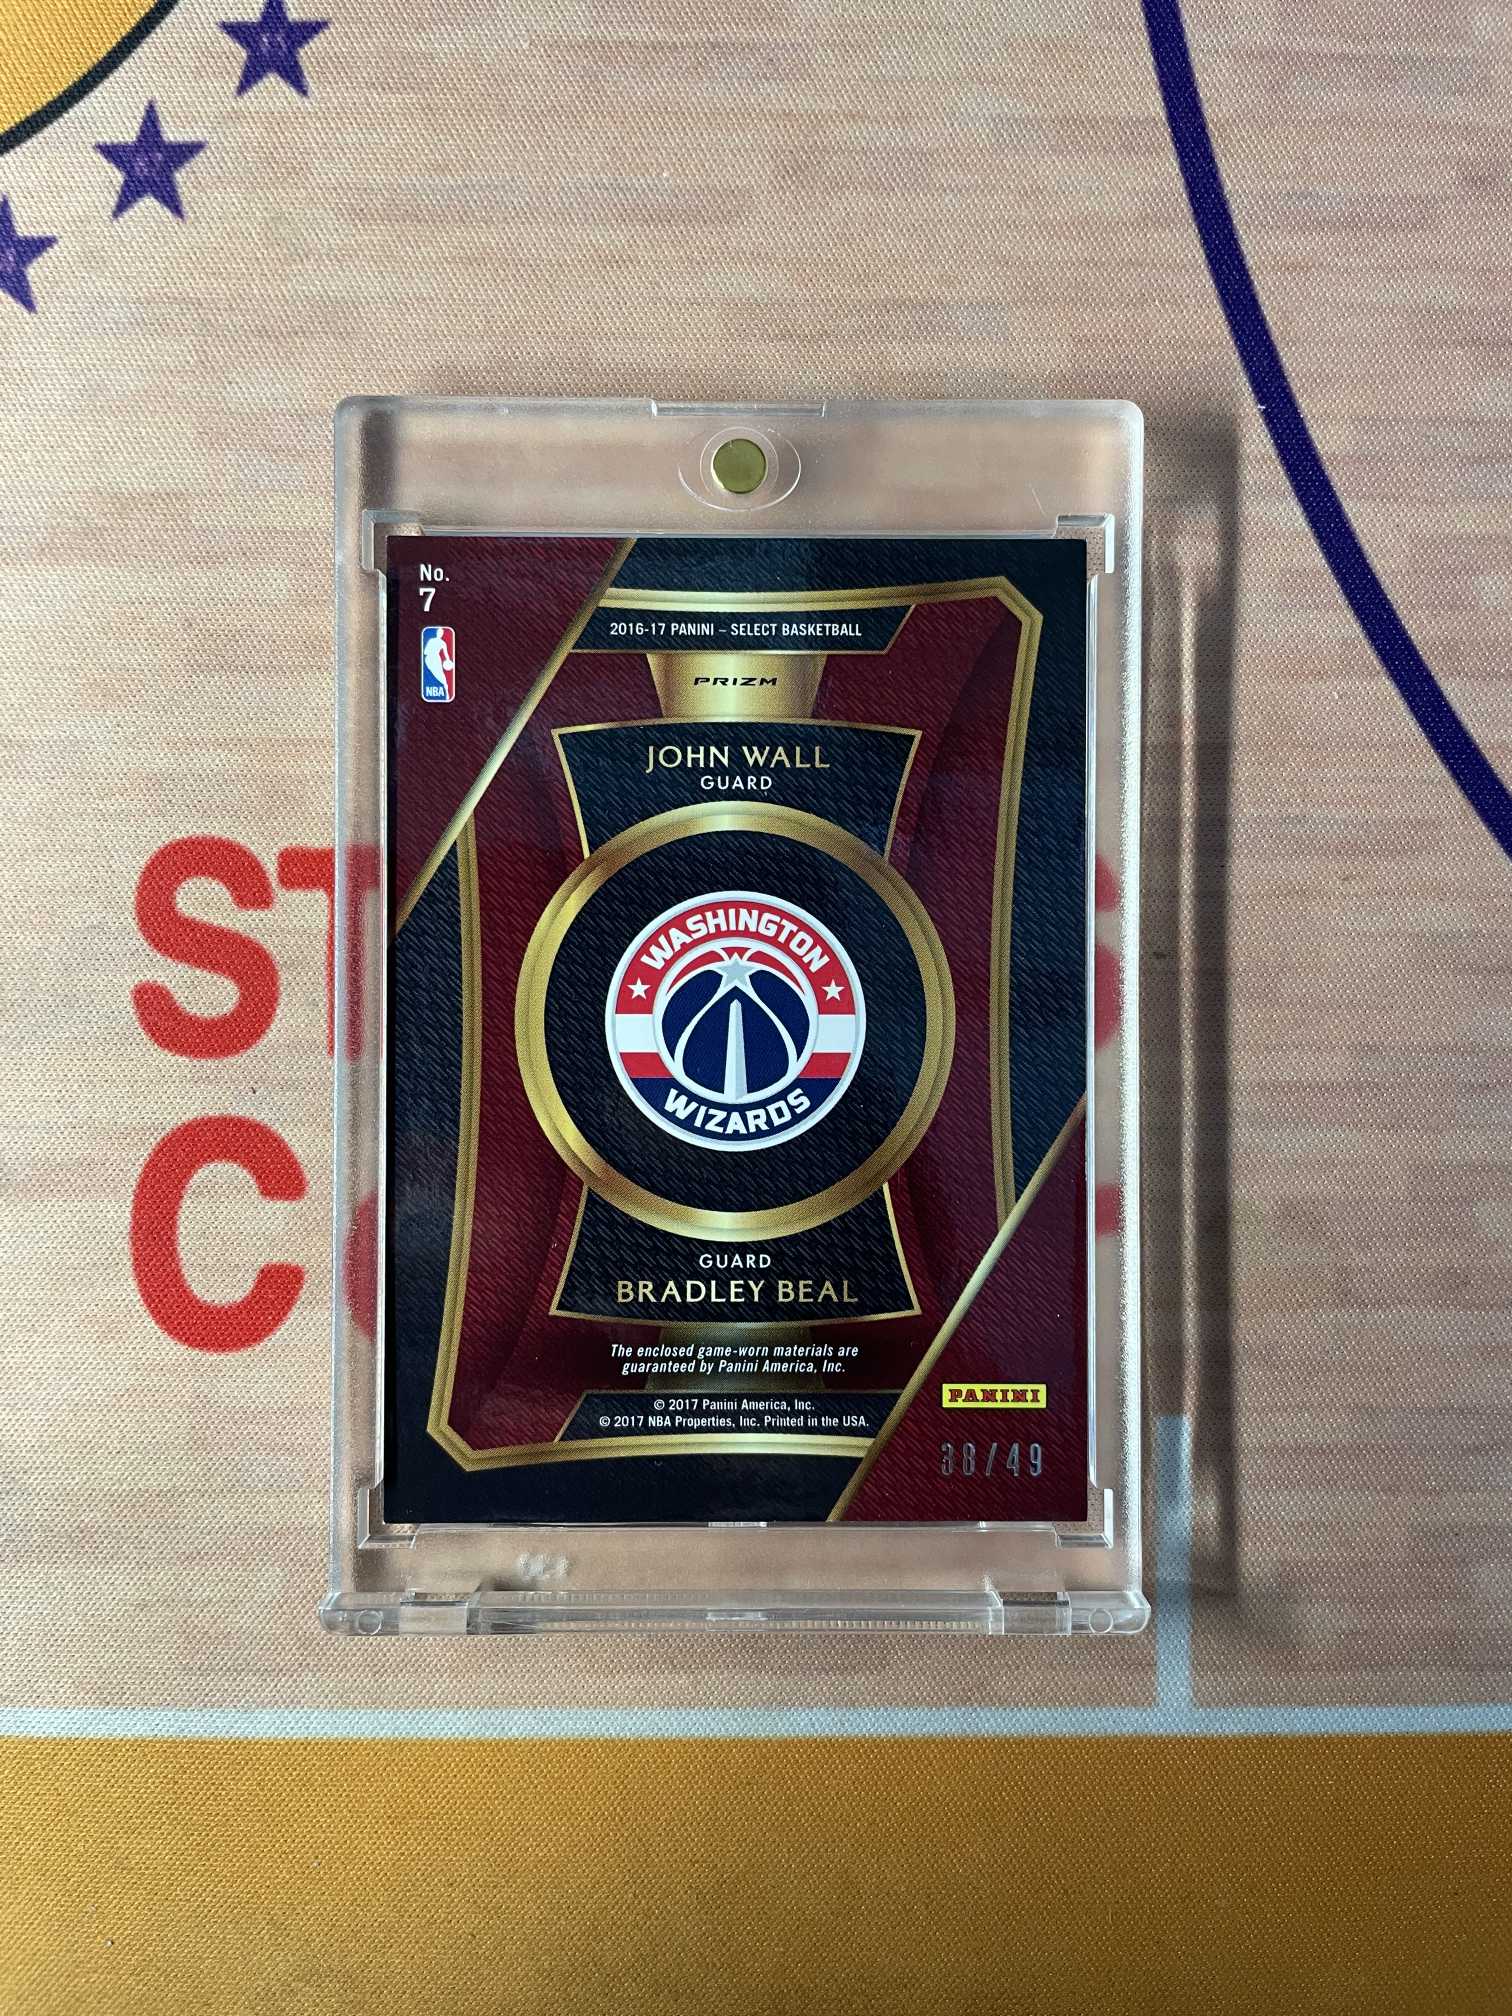 No.
7
NBA
2016-17 PANINI – SELECT BASKETBALL
PRIZM
JOHN WALL
GUARD
WASHINGTON
WIZARDS
GUARD
BRADLEY BEAL
The enclosed game-worn materials are
guaranteed by Panini America, Inc.
© 2017 Panini America, Inc.
© 2017 NBA Properties, Inc. Printed in the USA.
PANINI
38/49